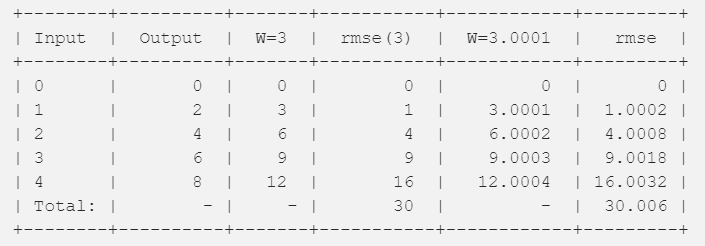 +--------+----------+-------+-----------+------------+---------+
| Input  |  Output  |  W=3  |  rmse(3)  |  W=3.0001  |   rmse  |
+--------+----------+-------+-----------+------------+---------+
| 0      |        0 |     0 |         0 |          0 |       0 |
| 1      |        2 |     3 |         1 |     3.0001 |  1.0002 |
| 2      |        4 |     6 |         4 |     6.0002 |  4.0008 |
| 3      |        6 |     9 |         9 |     9.0003 |  9.0018 |
| 4      |        8 |    12 |        16 |    12.0004 | 16.0032 |
| Total: |        - |     - |        30 |          - |  30.006 |
+--------+----------+-------+-----------+------------+---------+